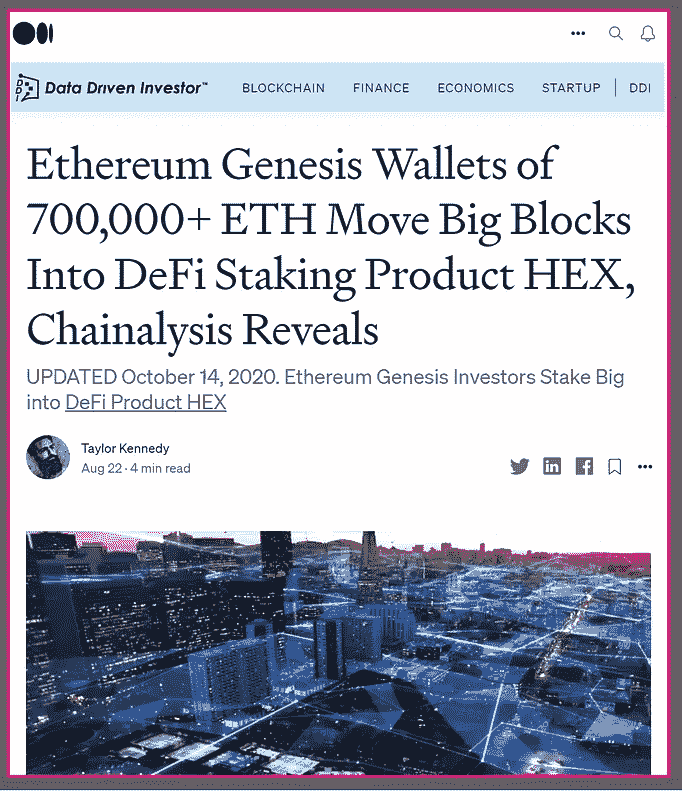 DDI Data Driven Investor™ BLOCKCHAIN FINANCE ECONOMICS STARTUP DDI
Ethereum Genesis Wallets of
700,000+ ETH Move Big Blocks
Into DeFi Staking Product HEX,
Chainalysis Reveals
UPDATED October 14, 2020. Ethereum Genesis Investors Stake Big
into DeFi Product HEX
Taylor Kennedy
Aug 22 · 4 min read